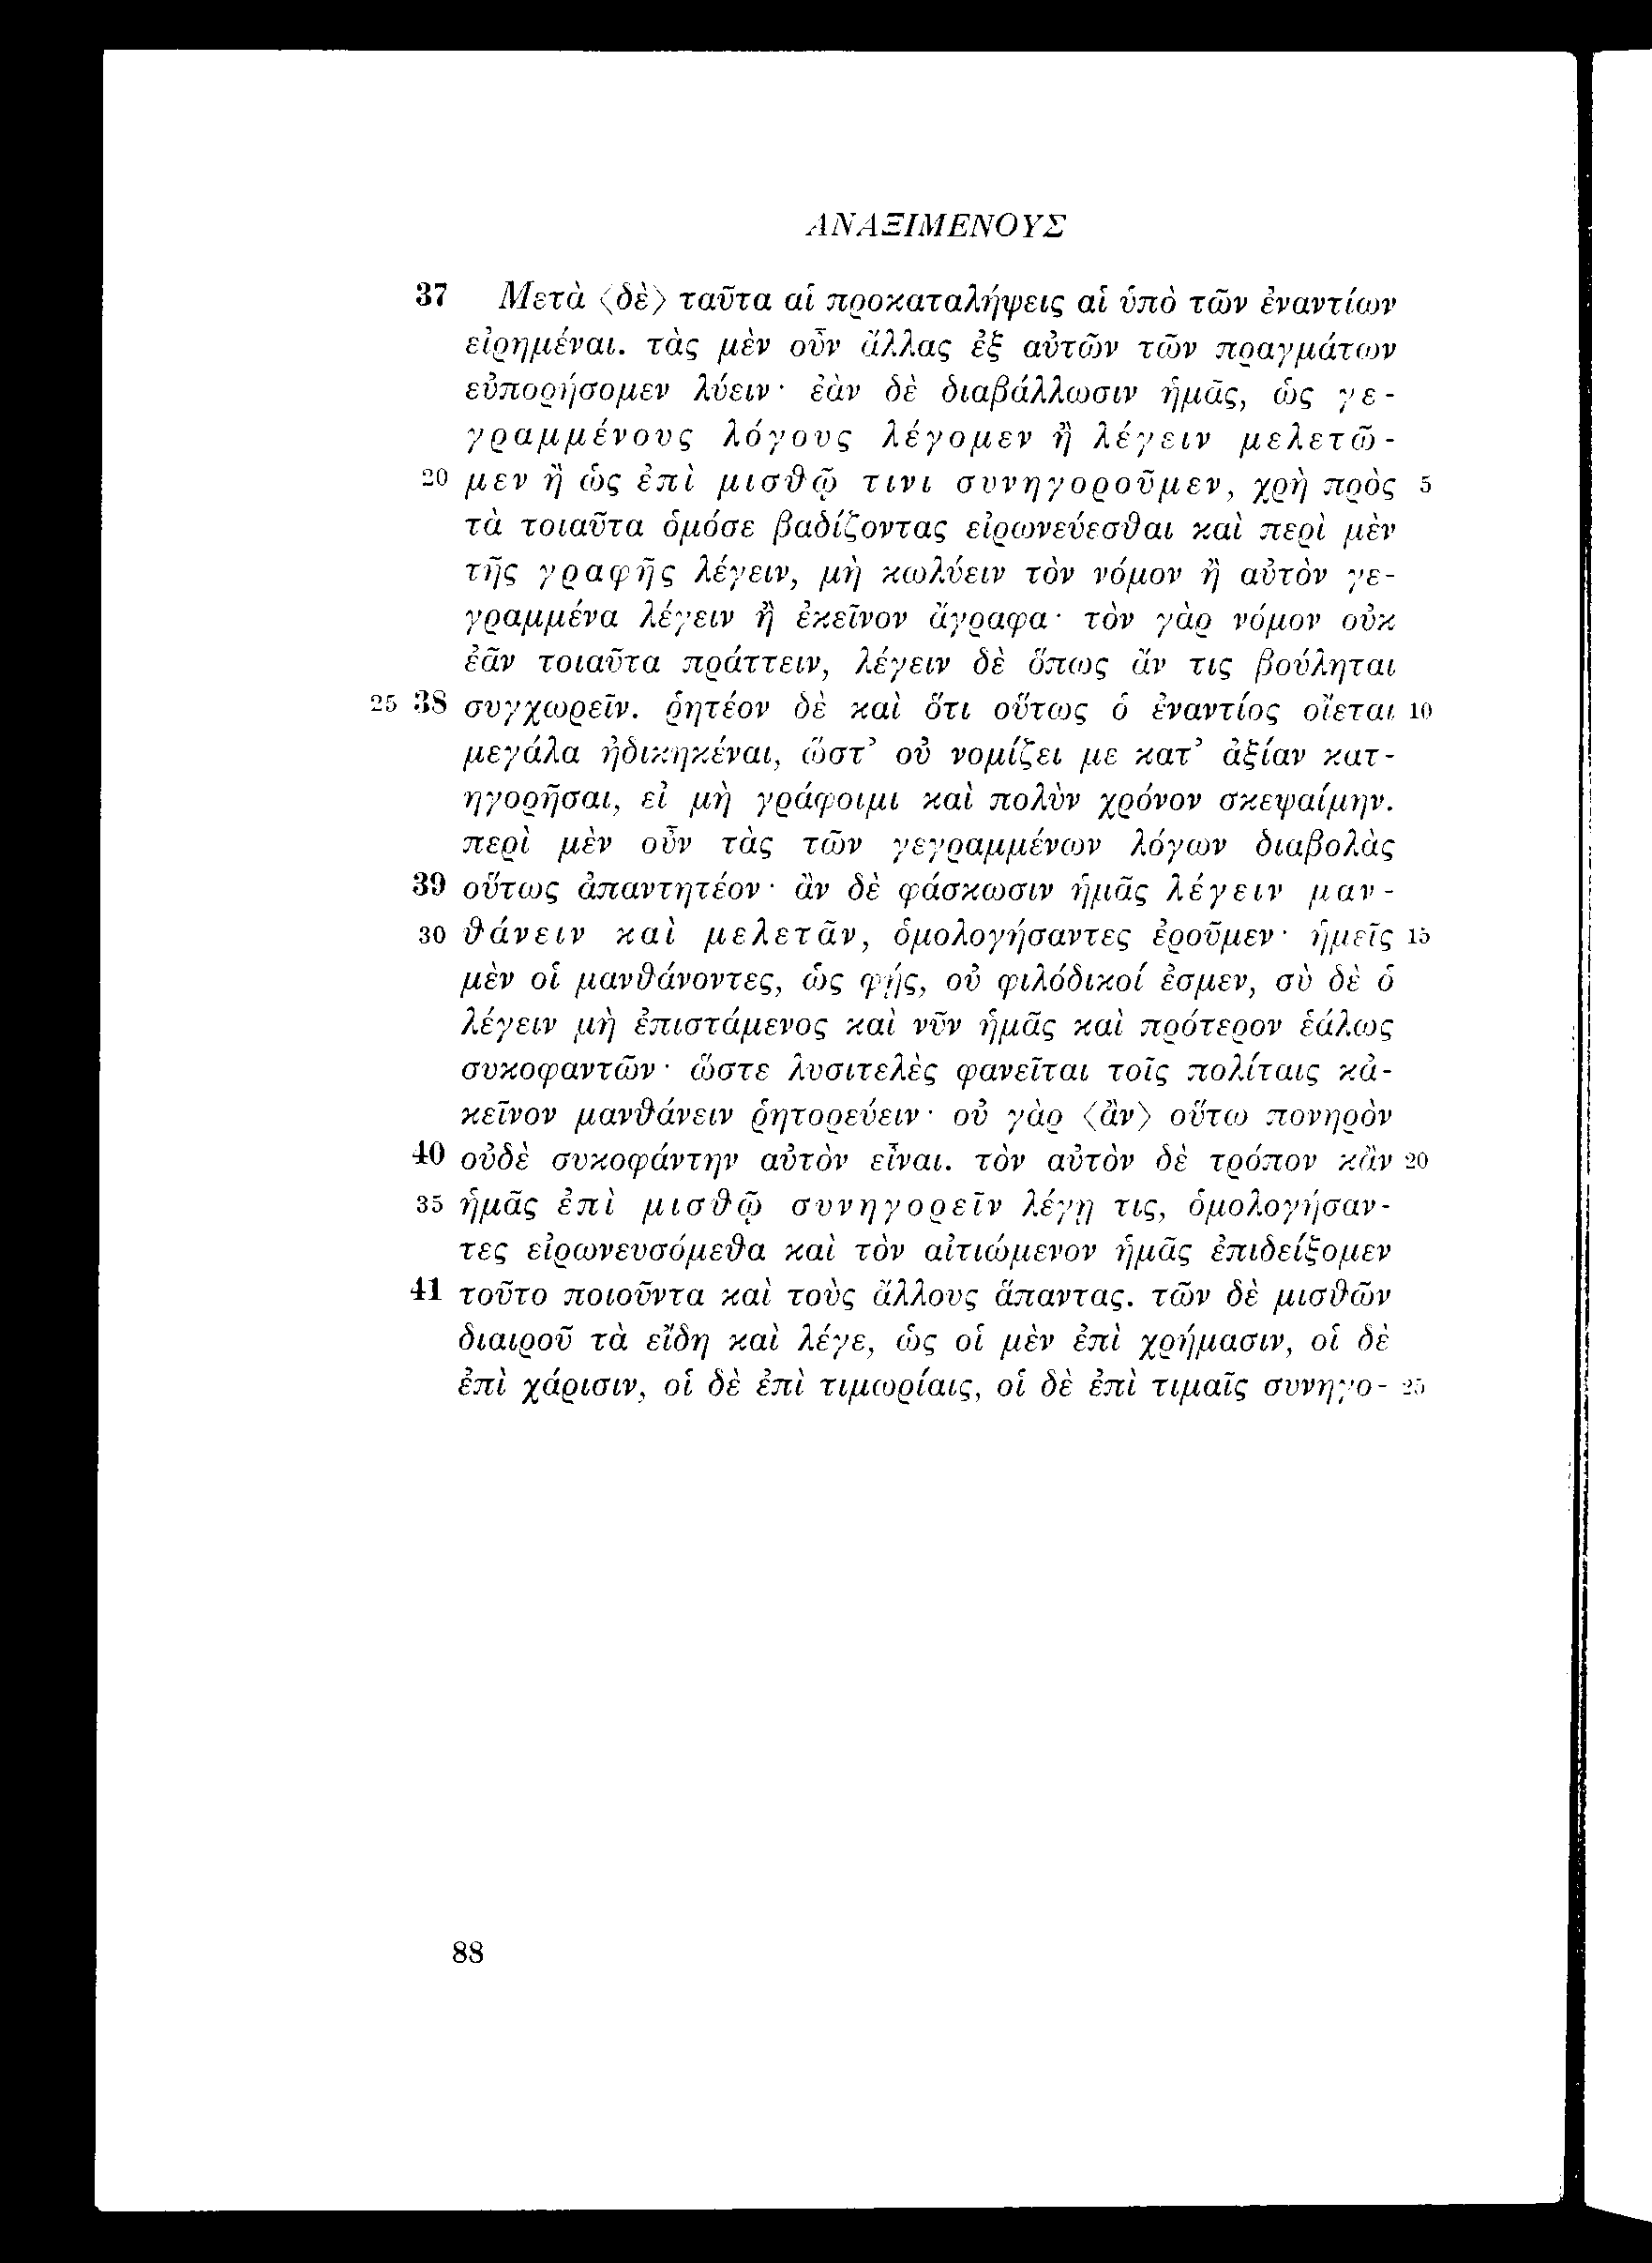 ΑΝΑΞΙΜΕΝΟΥΣ
37 Μετὰ ⟨δὲ⟩ ταῦτα αἱ προκαταλήψεις αἱ ὑπὸ τῶν ἐναντίων
εἰρημέναι. τὰς μὲν οὖν ἄλλας ἐξ αὐτῶν τῶν πραγμάτων
εὐπορήσομεν λύειν· ἐὰν δὲ διαβάλλωσιν ἡμᾶς, ὡς γε-
γραμμένους λόγους λέγομεν ἢ λέγειν μελετῶ-
20 μεν ἢ ὡς ἐπὶ μισθῷ τινι συνηγοροῦμεν, χρὴ πρὸς 5
τὰ τοιαῦτα ὁμόσε βαδίζοντας εἰρωνεύεσθαι καὶ περὶ μὲν
τῆς γραφῆς λέγειν, μὴ κωλύειν τὸν νόμον ἢ αὐτὸν γε-
γραμμένα λέγειν ἢ ἐκεῖνον ἄγραφα· τὸν γὰρ νόμον οὐκ
ἐᾶν τοιαῦτα πράττειν, λέγειν δὲ ὅπως ἄν τις βούληται
25 38 συγχωρεῖν. ῥητέον δὲ καὶ ὅτι οὕτως ὁ ἐναντίος οἴεται 10
μεγάλα ἠδικηκέναι, ὥστ’ οὐ νομίζει με κατ’ ἀξίαν κατ-
ηγορῆσαι, εἰ μὴ γράφοιμι καὶ πολὺν χρόνον σκεψαίμην.
περὶ μὲν οὖν τὰς τῶν γεγραμμένων λόγων διαβολὰς
39 οὕτως ἀπαντητέον· ἂν δὲ φάσκωσιν ἡμᾶς λέγειν μαν-
30 θάνειν καὶ μελετᾶν, ὁμολογήσαντες ἐροῦμεν· ἡμεῖς 15
μὲν οἱ μανθάνοντες, ὡς φῄς, οὐ φιλόδικοί ἐσμεν, σὺ δὲ ὁ
λέγειν μὴ ἐπιστάμενος καὶ νῦν ἡμᾶς καὶ πρότερον ἑάλως
συκοφαντῶν· ὥστε λυσιτελὲς φανεῖται τοῖς πολίταις κἀ-
κεῖνον μανθάνειν ῥητορεύειν· οὐ γὰρ ⟨ἂν⟩ οὕτω πονηρὸν
40 οὐδὲ συκοφάντην αὐτὸν εἶναι. τὸν αὐτὸν δὲ τρόπον κἂν 20
35 ἡμᾶς ἐπὶ μισθῷ συνηγορεῖν λέγῃ τις, ὁμολογήσαν-
τες εἰρωνευσόμεθα καὶ τὸν αἰτιώμενον ἡμᾶς ἐπιδείξομεν
41 τοῦτο ποιοῦντα καὶ τοὺς ἄλλους ἅπαντας. τῶν δὲ μισθῶν
διαιροῦ τὰ εἴδη καὶ λέγε, ὡς οἱ μὲν ἐπὶ χρήμασιν, οἱ δὲ
ἐπὶ χάρισιν, οἱ δὲ ἐπὶ τιμωρίαις, οἱ δὲ ἐπὶ τιμαῖς συνηγο- 25
88